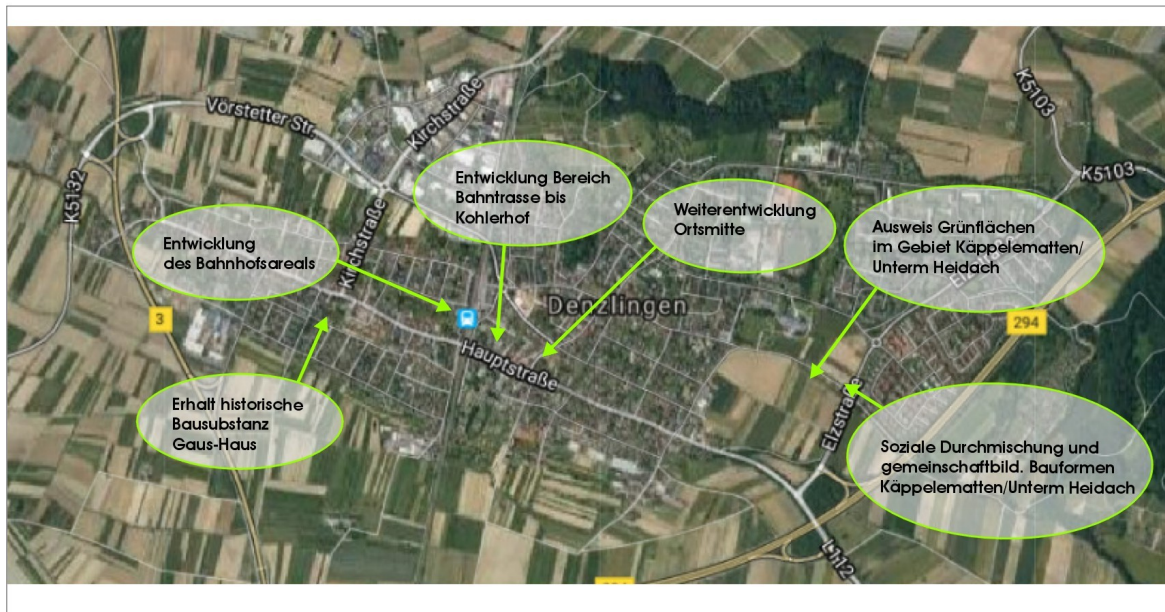 Vörstetter Str.
Kirchstraße
K5103
K5103
K5132
Entwicklung Bereich
Bahntrasse bis
Kohlerhof
Weiterentwicklung
Ortsmitte
Ausweis Grünflächen
im Gebiet Käppelematten/
Unterm Heidach
Entwicklung
des Bahnhofsareals
Kirchstraße
Denzlingen
3
294
Hauptstraße
Erhalt historische
Bausubstanz
Gaus-Haus
Elzstraße
Soziale Durchmischung und
gemeinschaftbild. Bauformen
Käppelematten/Unterm Heidach
L112